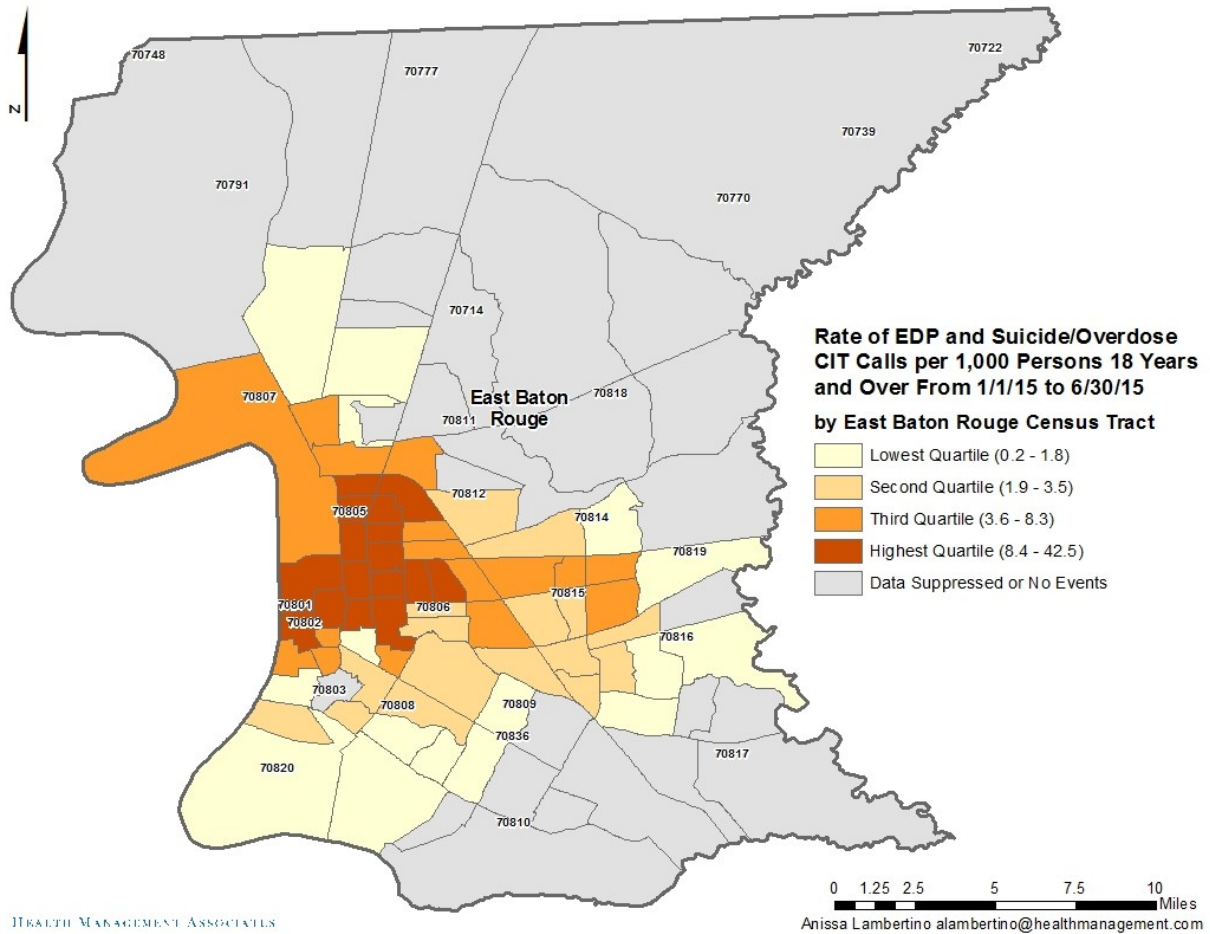 70748
70777
70722
N
70739
70791
70770
70714
Rate of EDP and Suicide/Overdose
CIT Calls per 1,000 Persons 18 Years
and Over From 1/1/15 to 6/30/15
by East Baton Rouge Census Tract
Lowest Quartile (0.2 - 1.8)
Second Quartile (1.9 - 3.5)
Third Quartile (3.6 - 8.3)
Highest Quartile (8.4 - 42.5)
Data Suppressed or No Events
70807
70818
East Baton
Rouge
70811
70812
70805
70814
70819
70815
70801
70806
70802
70816
70803
70808
70809
70836
70817
70820
70810
0 1.25 2.5 5 7.5 10
Miles
HEALTH MANAGEMENT ASSOCIATES
Anissa Lambertino alambertino@healthmanagement.com